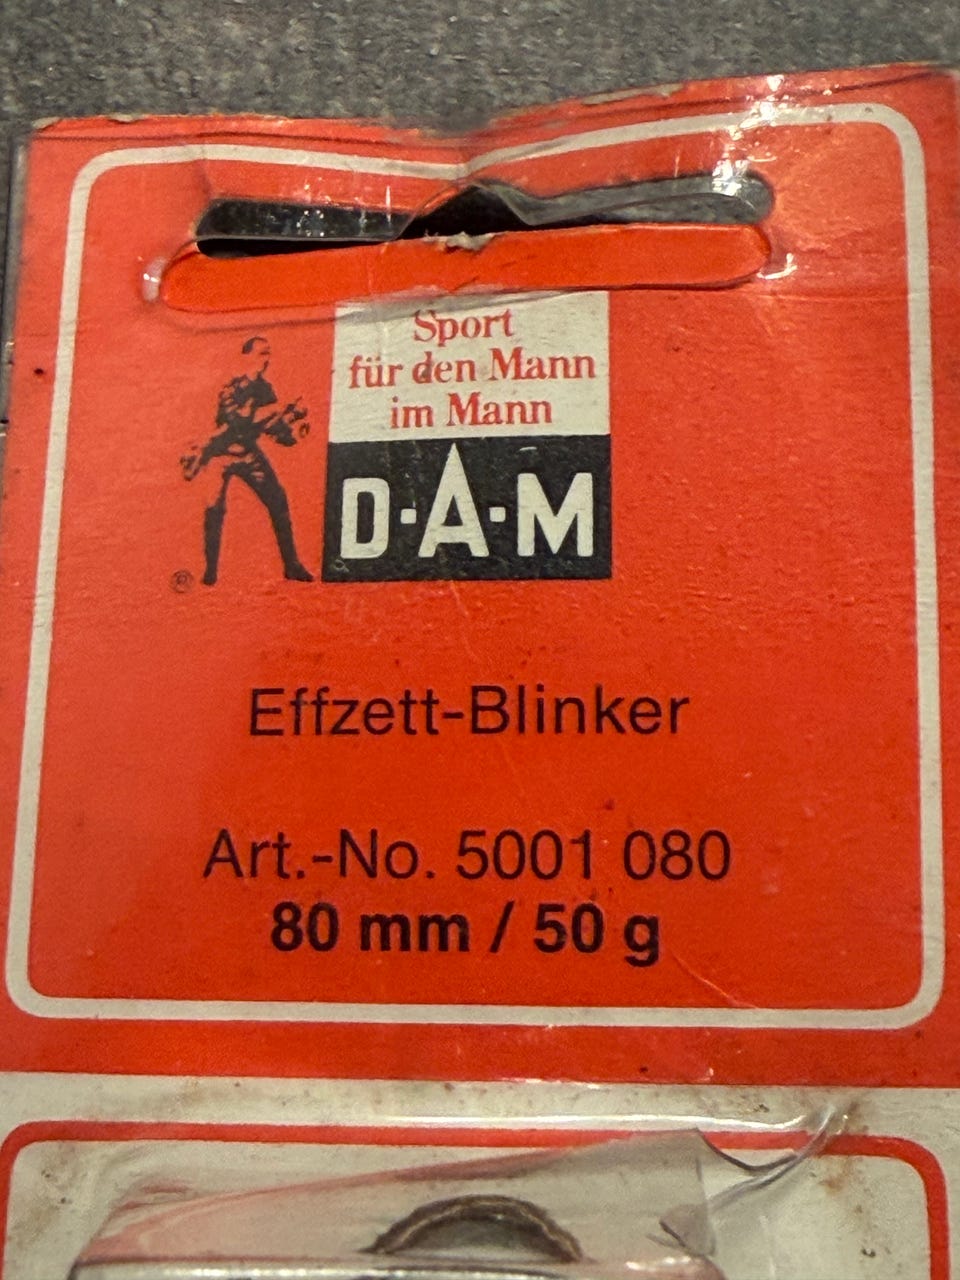 Sport
für den Mann
im Mann
D·A·M
®
Effzett-Blinker
Art.-No. 5001 080
80 mm / 50 g